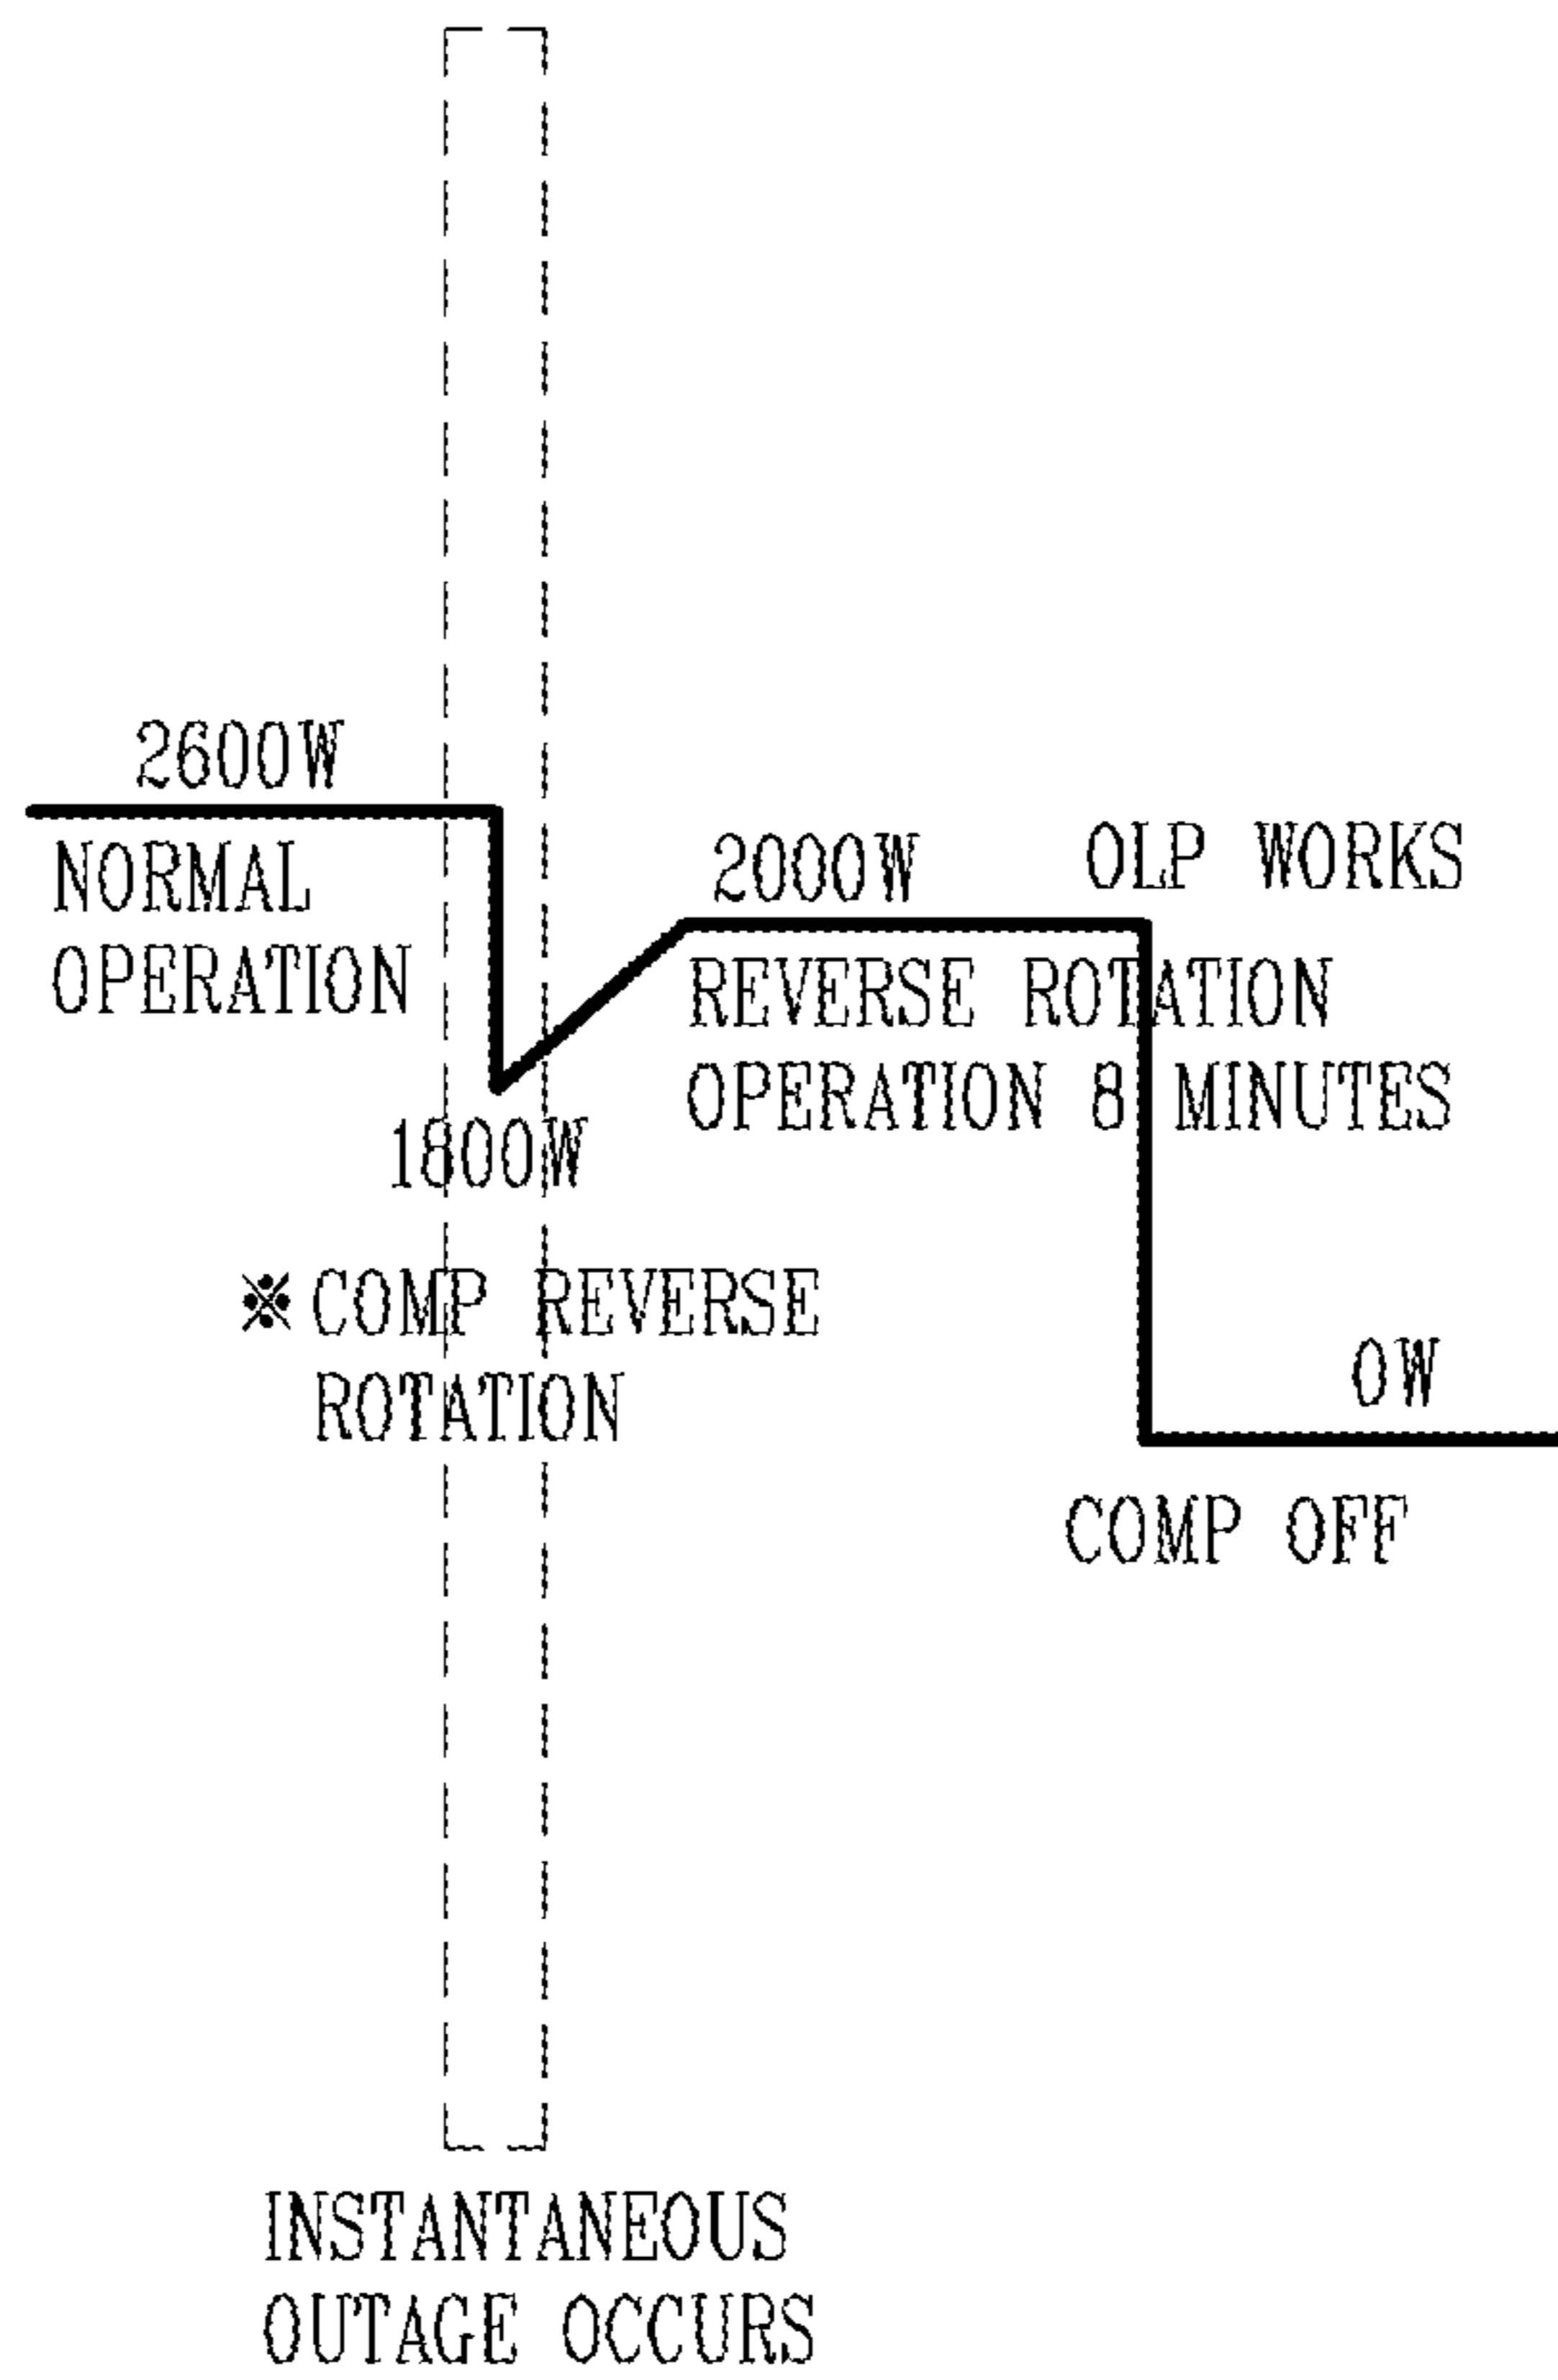 2600W
NORMAL
OPERATION
2000W
OLP WORKS
REVERSE ROTATION
OPERATION 8 MINUTES
1800W
※ COMP REVERSE
ROTATION
0W
COMP OFF
INSTANTANEOUS
OUTAGE OCCURS